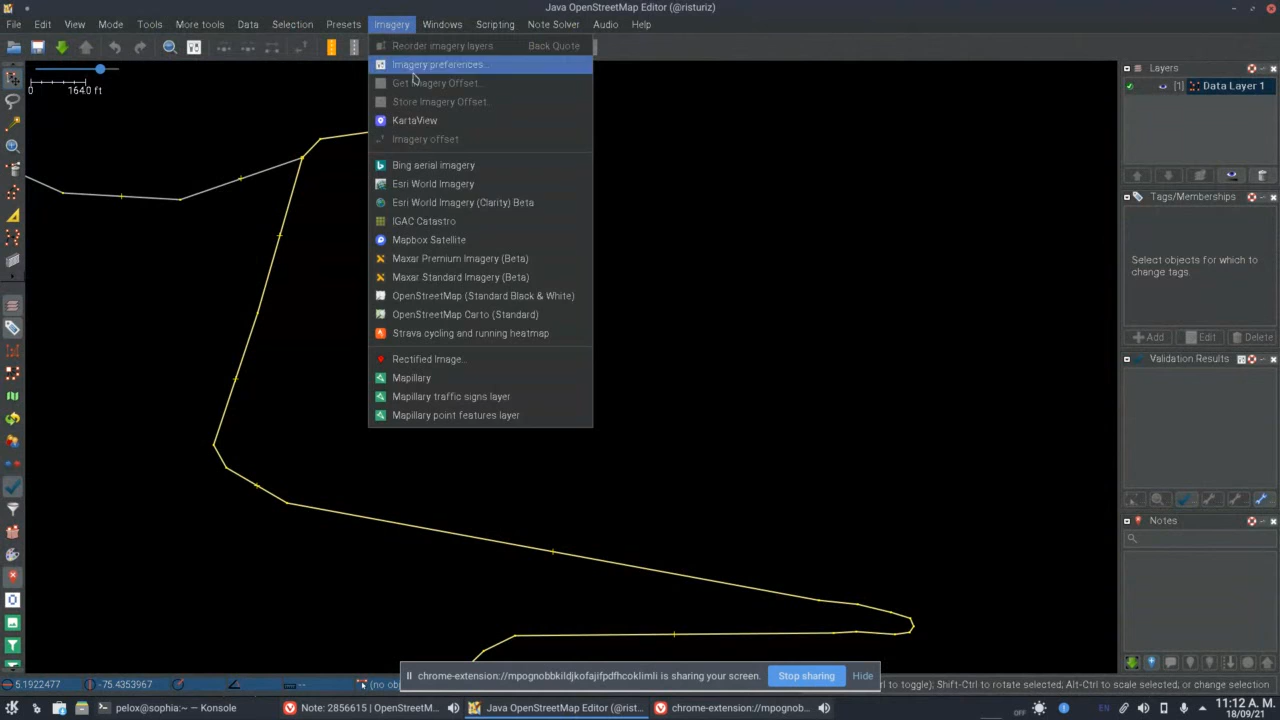 Java OpenStreetMap Editor (@risturiz)
File Edit View Mode Tools More tools Data Selection Presets Imagery Windows Scripting Note Solver Audio Help
Reorder imagery layers Back Quote
Imagery preferences...
Get Imagery Offset...
Store Imagery Offset...
KartaView
Imagery offset
Bing aerial imagery
Esri World Imagery
Esri World Imagery (Clarity) Beta
IGAC Catastro
Mapbox Satellite
Maxar Premium Imagery (Beta)
Maxar Standard Imagery (Beta)
OpenStreetMap (Standard Black & White)
OpenStreetMap Carto (Standard)
Strava cycling and running heatmap
Rectified Image...
Mapillary
Mapillary traffic signs layer
Mapillary point features layer
0 164.0 ft
Layers
[1] Data Layer 1
Tags/Memberships
Select objects for which to
change tags.
Add Edit Delete
Validation Results
Notes
chrome-extension://mpognobbkildjkofajifpdfhcoklimli is sharing your screen. Stop sharing Hide
5.1922477 -75.4353967 -- (no ob to toggle); Shift-Ctrl to rotate selected; Alt-Ctrl to scale selected; or change selection
pelox@sophia:~ — Konsole Note: 2856615 | OpenStreetM... Java OpenStreetMap Editor (@rist... chrome-extension://mpognob... OFF EN 11:12 A. M.
18/09/21